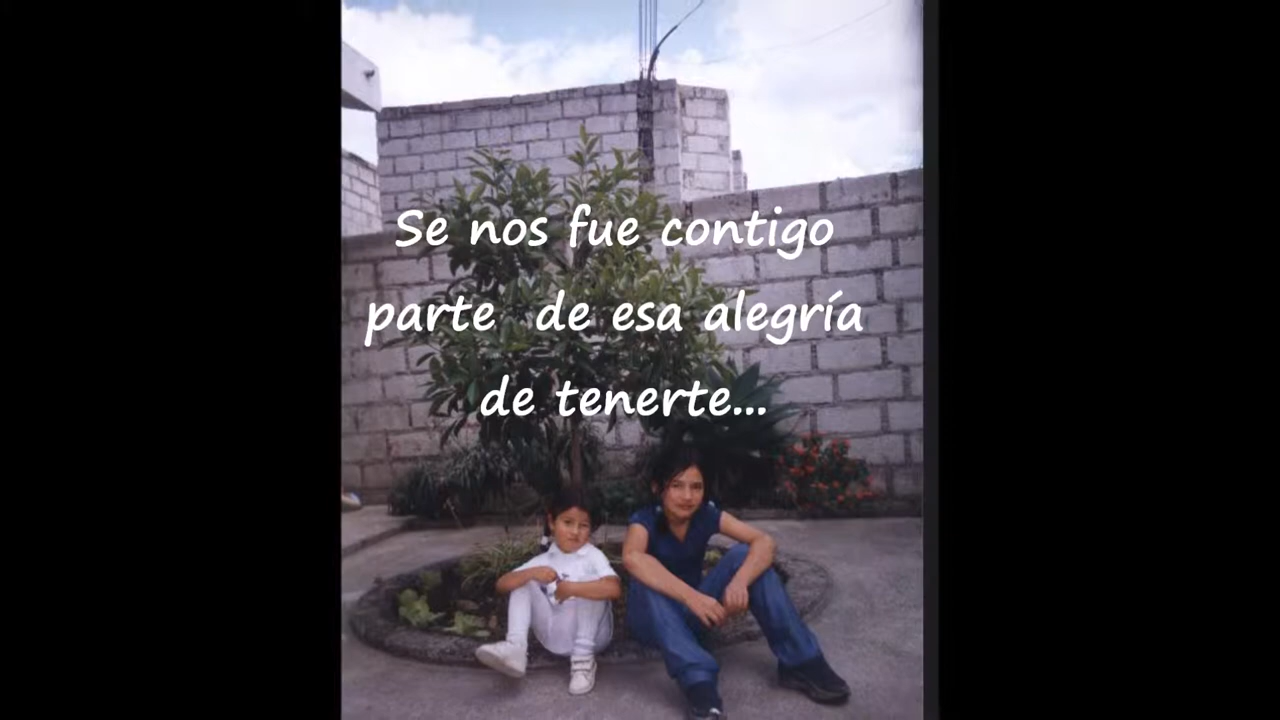 Se nos fue contigo
parte de esa alegría
de tenerte...